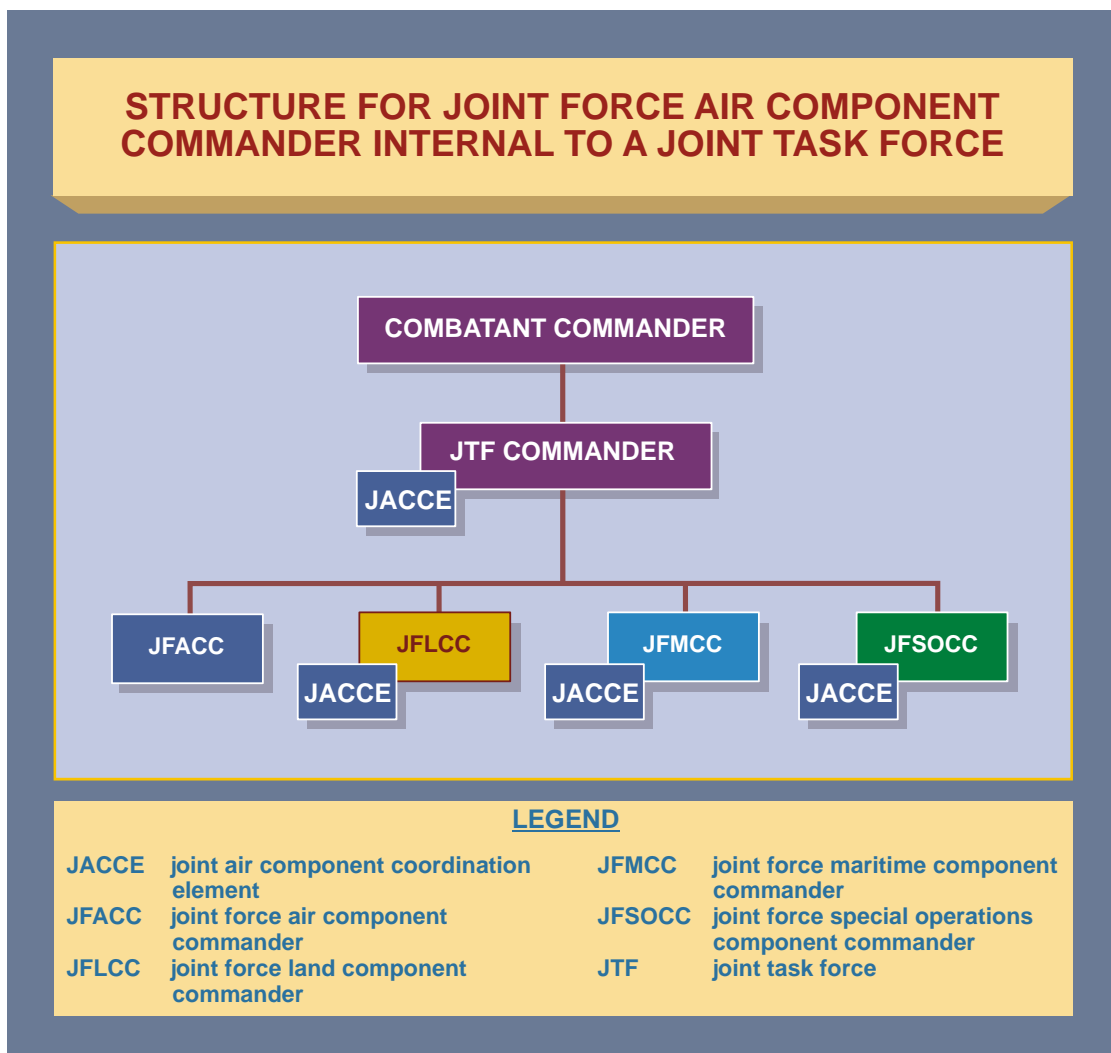 STRUCTURE FOR JOINT FORCE AIR COMPONENT
COMMANDER INTERNAL TO A JOINT TASK FORCE
COMBATANT COMMANDER
JTF COMMANDER
JACCE
JFACC
JFLCC
JFMCC
JFSOCC
JACCE
JACCE
JACCE
LEGEND
JACCE joint air component coordination
element
JFACC joint force air component
commander
JFLCC joint force land component
commander
JFMCC joint force maritime component
commander
JFSOCC joint force special operations
component commander
JTF joint task force